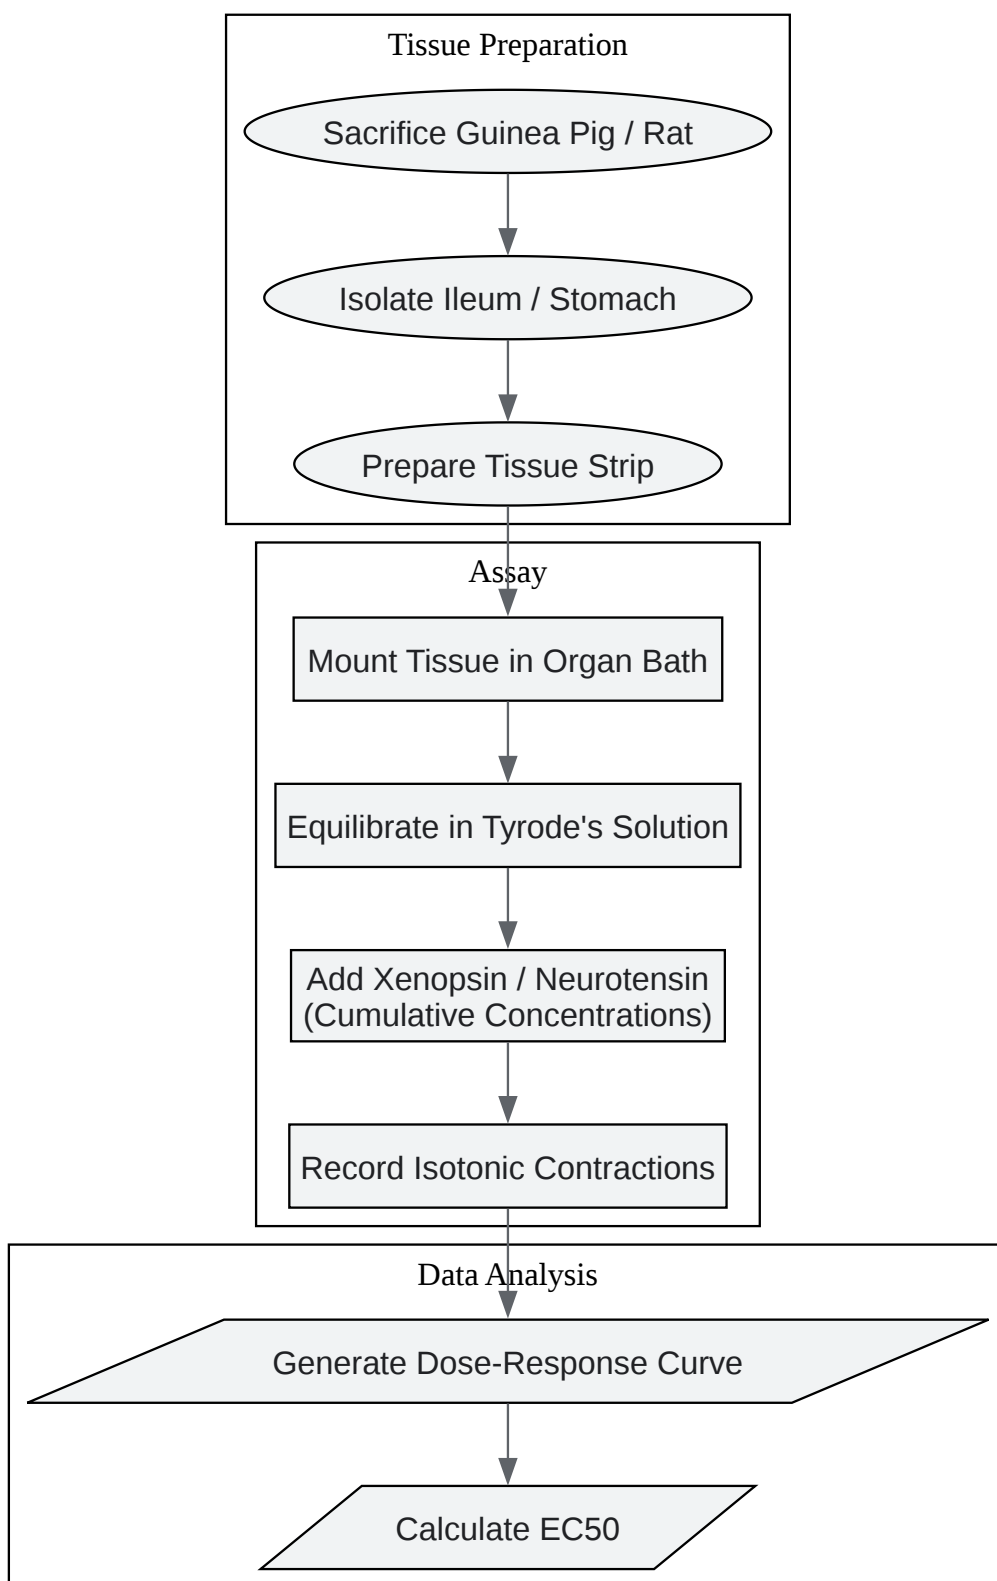 Tissue Preparation
Sacrifice Guinea Pig / Rat
Isolate Ileum / Stomach
Prepare Tissue Strip
Assay
Mount Tissue in Organ Bath
Equilibrate in Tyrode's Solution
Add Xenopsin / Neurotensin
(Cumulative Concentrations)
Record Isotonic Contractions
Data Analysis
Generate Dose-Response Curve
Calculate EC50